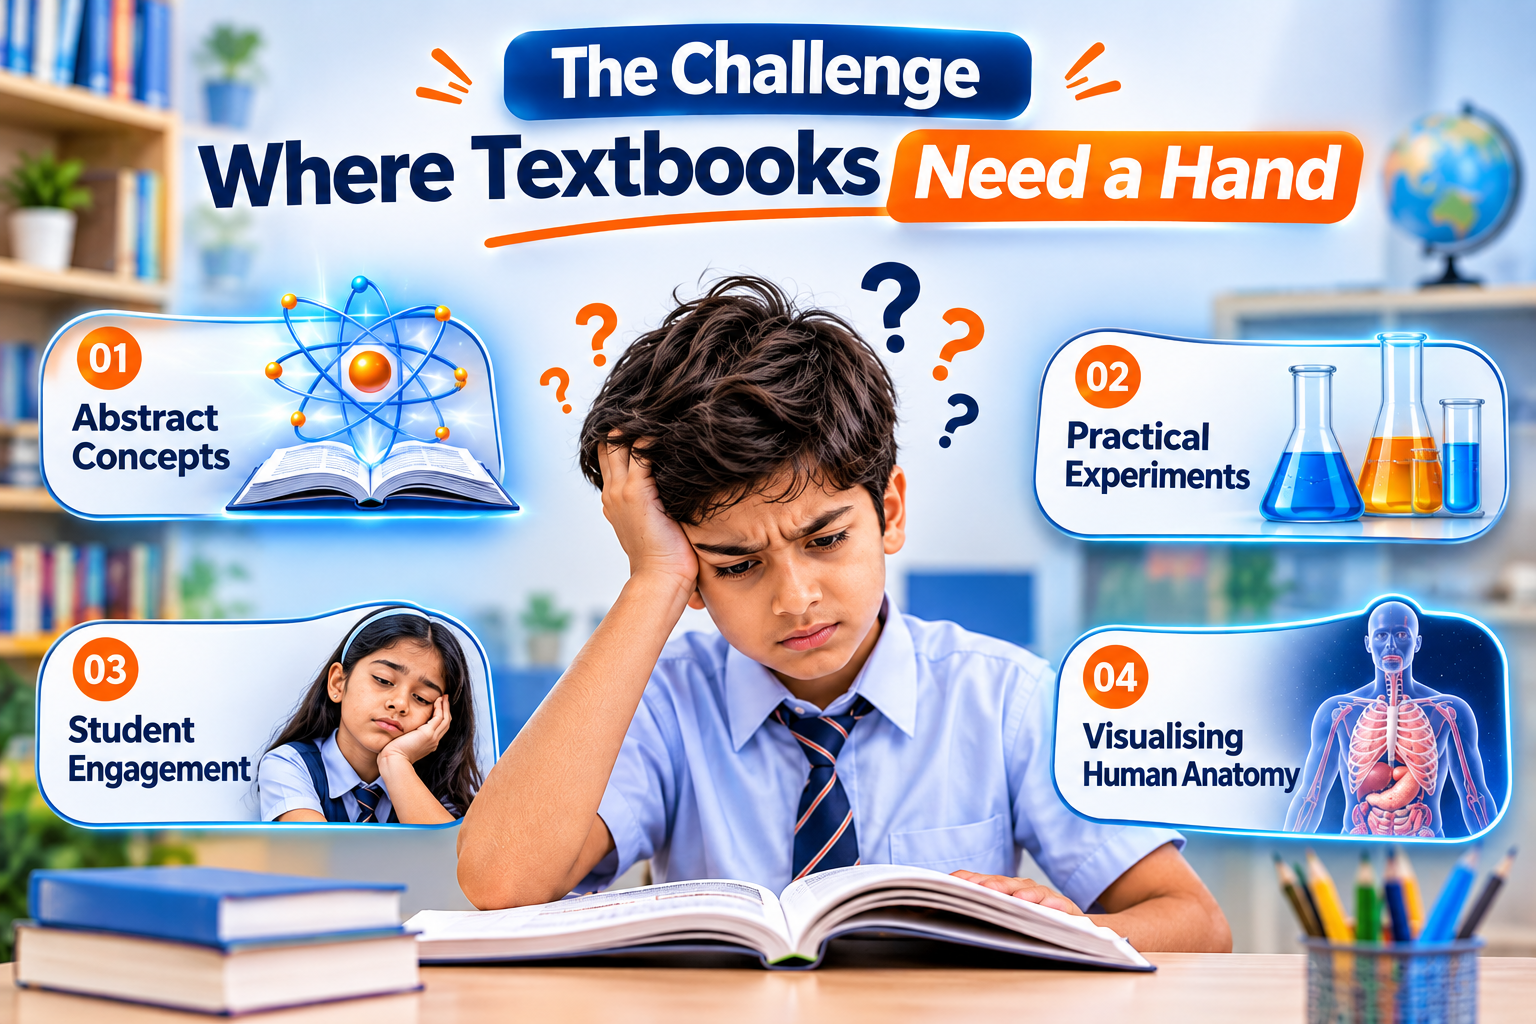 The Challenge
Where Textbooks Need a Hand
01
Abstract
Concepts
02
Practical
Experiments
03
Student
Engagement
04
Visualising
Human Anatomy